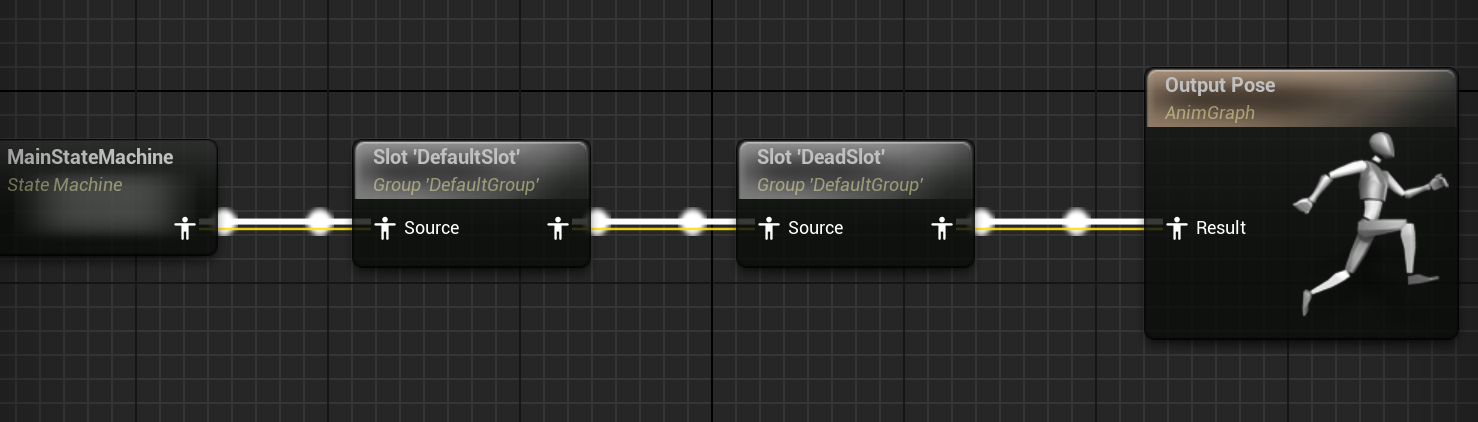 MainStateMachine
State Machine
Slot 'DefaultSlot'
Group 'DefaultGroup'
Source
Slot 'DeadSlot'
Group 'DefaultGroup'
Source
Output Pose
AnimGraph
Result